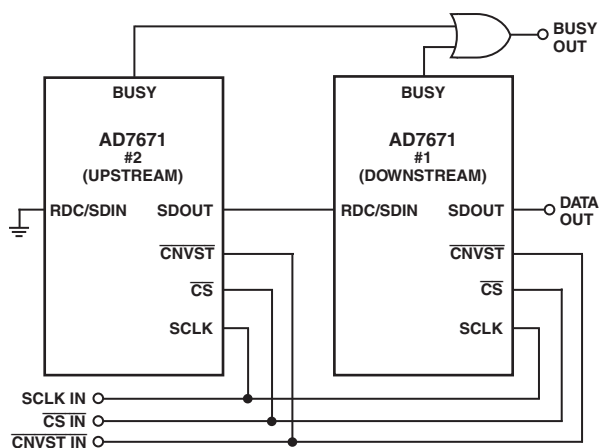 BUSY
OUT
BUSY
AD7671
#2
(UPSTREAM)
RDC/SDIN
SDOUT
CNVST
CS
SCLK
BUSY
AD7671
#1
(DOWNSTREAM)
RDC/SDIN
SDOUT
CNVST
CS
SCLK
DATA
OUT
SCLK IN
CS IN
CNVST IN